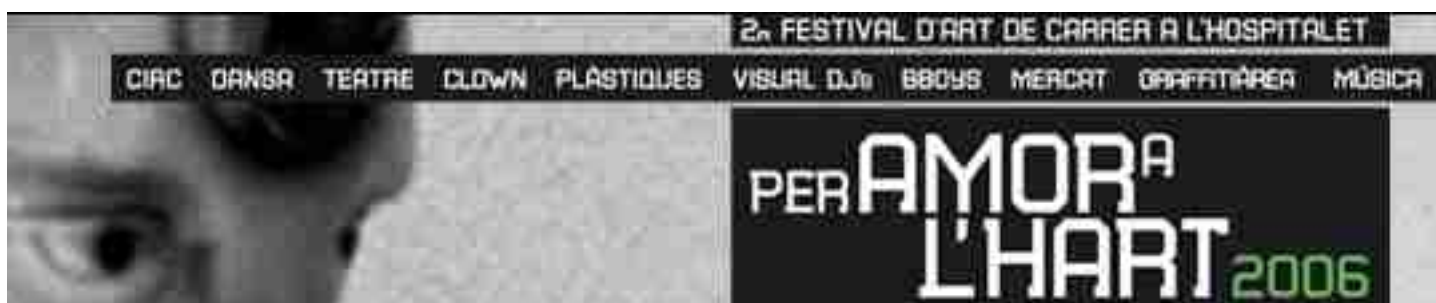 2n FESTIVAL D'ART DE CARRER A L'HOSPITALET
CIRC DANSA TEATRE CLOWN PLÀSTIQUES VISUAL DJ's BBOYS MERCAT GRAFFITIÀREA MÚSICA
PER AMOR A
L'HART 2006